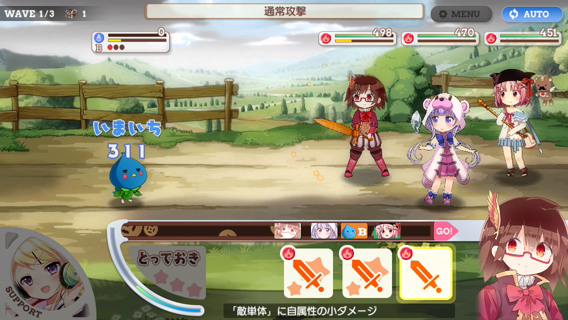 WAVE 1/3 1
通常攻撃
MENU
AUTO
0
B
498
470
451
いまいち
311
E
GO!
とっておき
SUPPORT
「敵単体」に自属性の小ダメージ